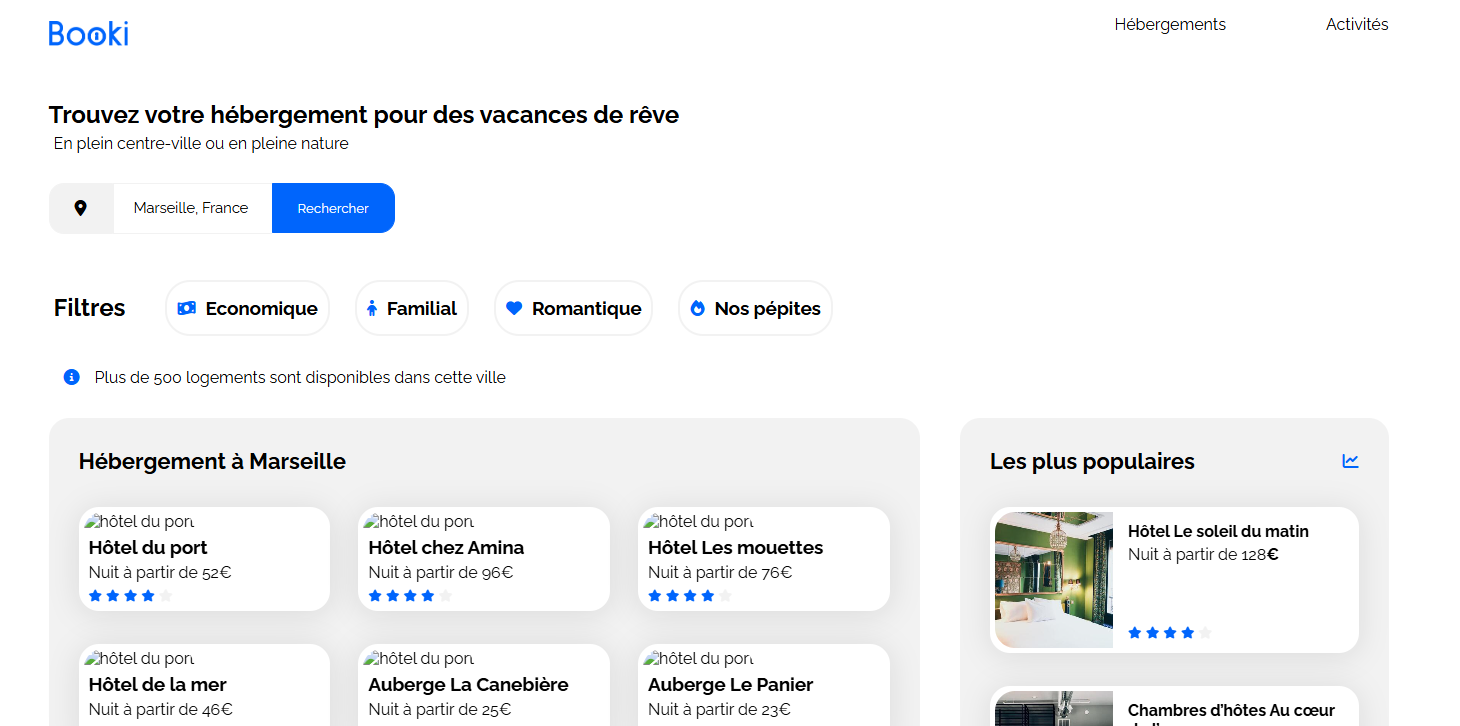 Booki
Hébergements
Activités
Trouvez votre hébergement pour des vacances de rêve
En plein centre-ville ou en pleine nature
Marseille, France
Rechercher
Filtres
Economique
Familial
Romantique
Nos pépites
Plus de 500 logements sont disponibles dans cette ville
Hébergement à Marseille
hôtel du port
Hôtel du port
Nuit à partir de 52€
hôtel du port
Hôtel chez Amina
Nuit à partir de 96€
hôtel du port
Hôtel Les mouettes
Nuit à partir de 76€
hôtel du port
Hôtel de la mer
Nuit à partir de 46€
hôtel du port
Auberge La Canebière
Nuit à partir de 25€
hôtel du port
Auberge Le Panier
Nuit à partir de 23€
Les plus populaires
Hôtel Le soleil du matin
Nuit à partir de 128€
Chambres d'hôtes Au cœur